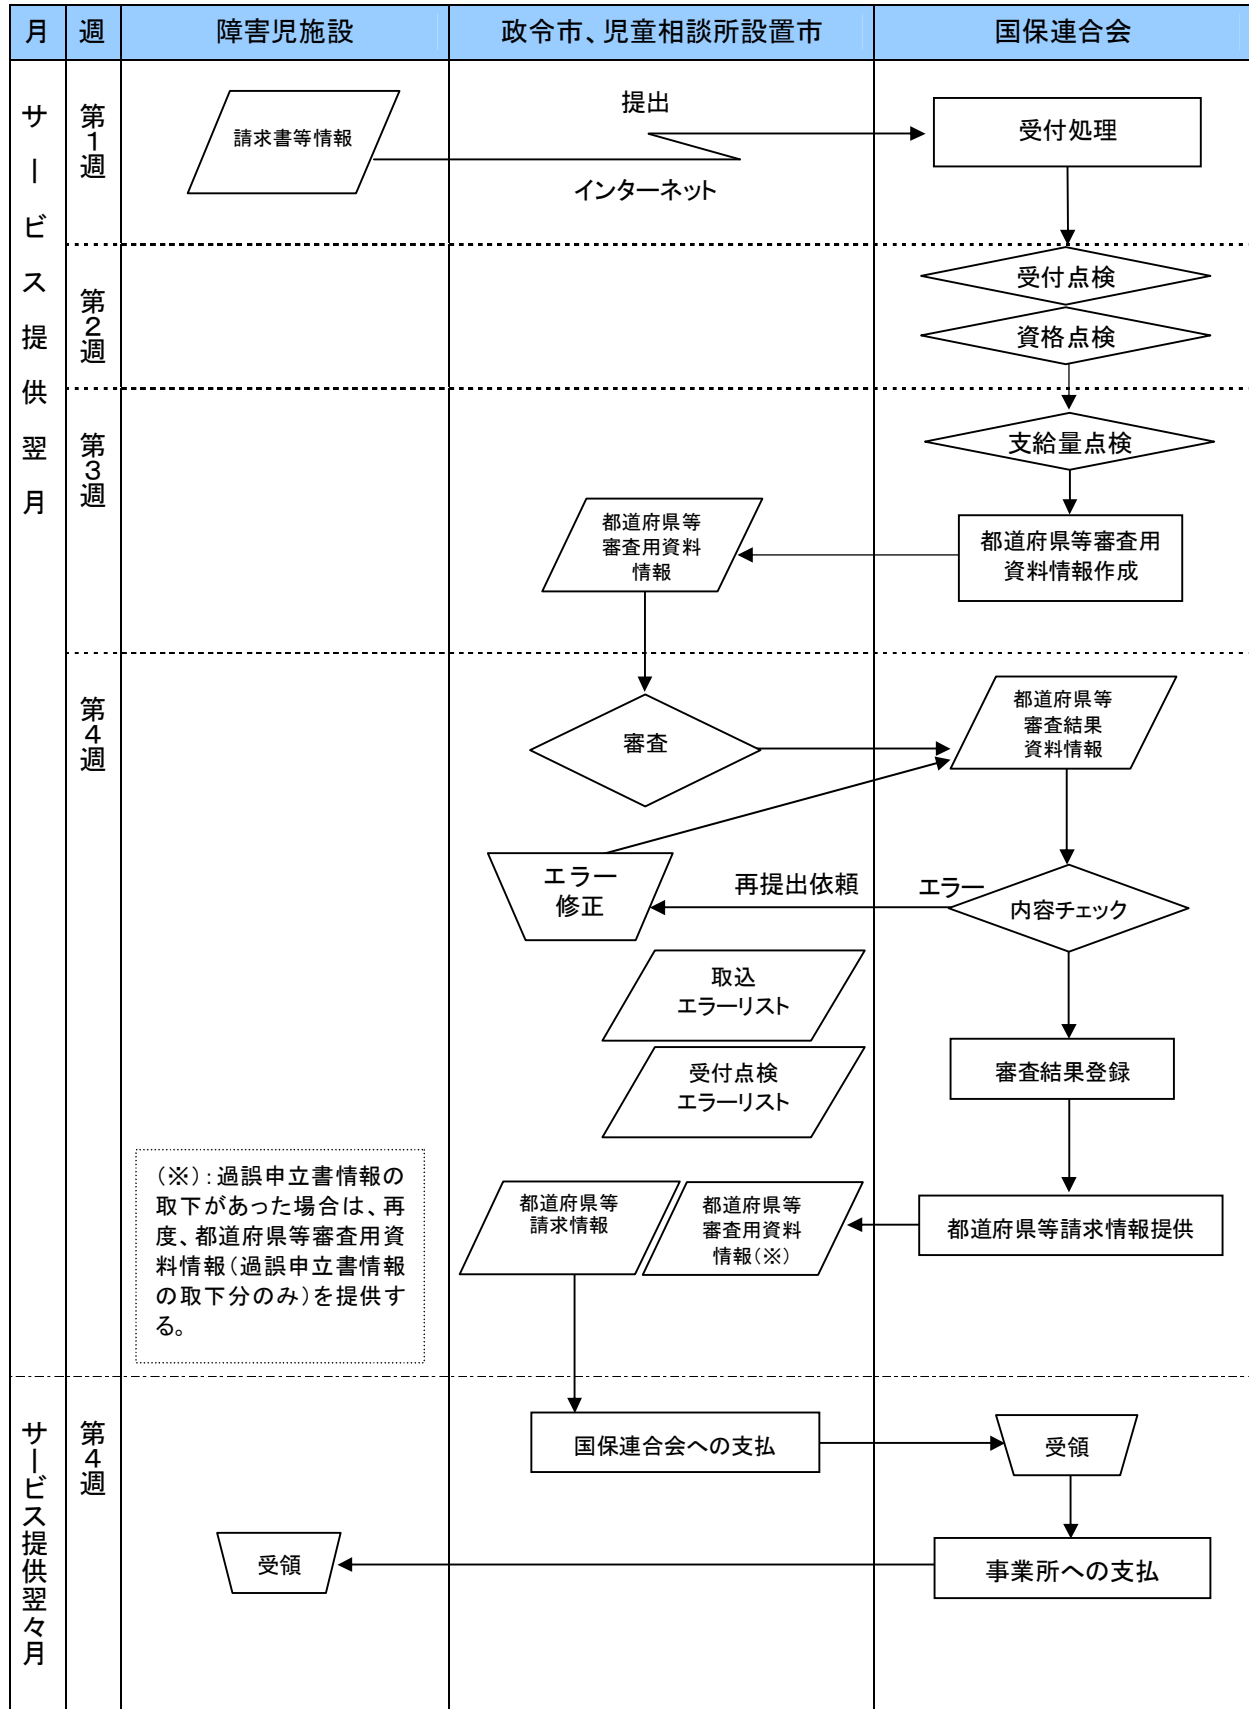 月
週
障害児施設
政令市、児童相談所設置市
国保連合会
サービス提供翌月
第1週
請求書等情報
提出
インターネット
受付処理
第2週
受付点検
資格点検
第3週
支給量点検
都道府県等
審査用資料
情報
都道府県等審査用
資料情報作成
第4週
審査
都道府県等
審査結果
資料情報
エラー
修正
再提出依頼
エラー
内容チェック
取込
エラーリスト
受付点検
エラーリスト
審査結果登録
(※):過誤申立書情報の
取下があった場合は、再
度、都道府県等審査用資
料情報(過誤申立書情報
の取下分のみ)を提供す
る。
都道府県等
請求情報
都道府県等
審査用資料
情報(※)
都道府県等請求情報提供
サービス提供翌々月
第4週
国保連合会への支払
受領
受領
事業所への支払